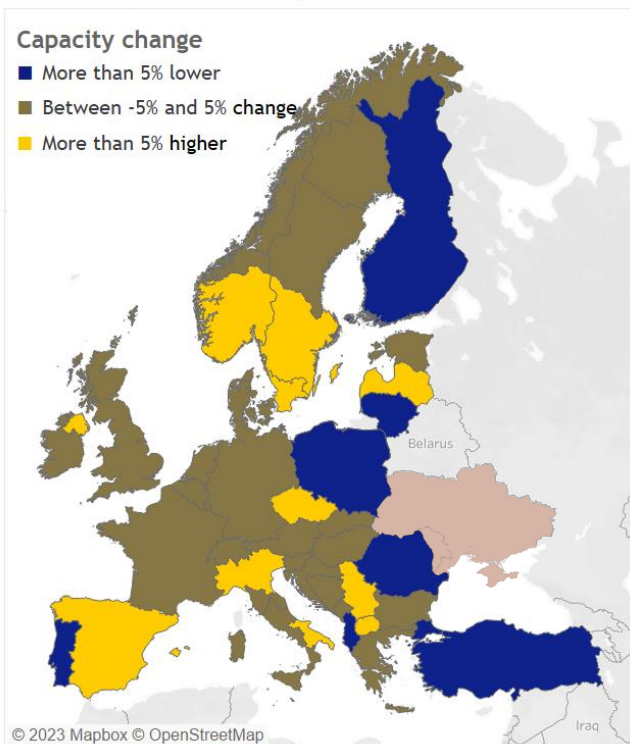 Capacity change
More than 5% lower
Between -5% and 5% change
More than 5% higher
Belarus
Iraq
© 2023 Mapbox © OpenStreetMap